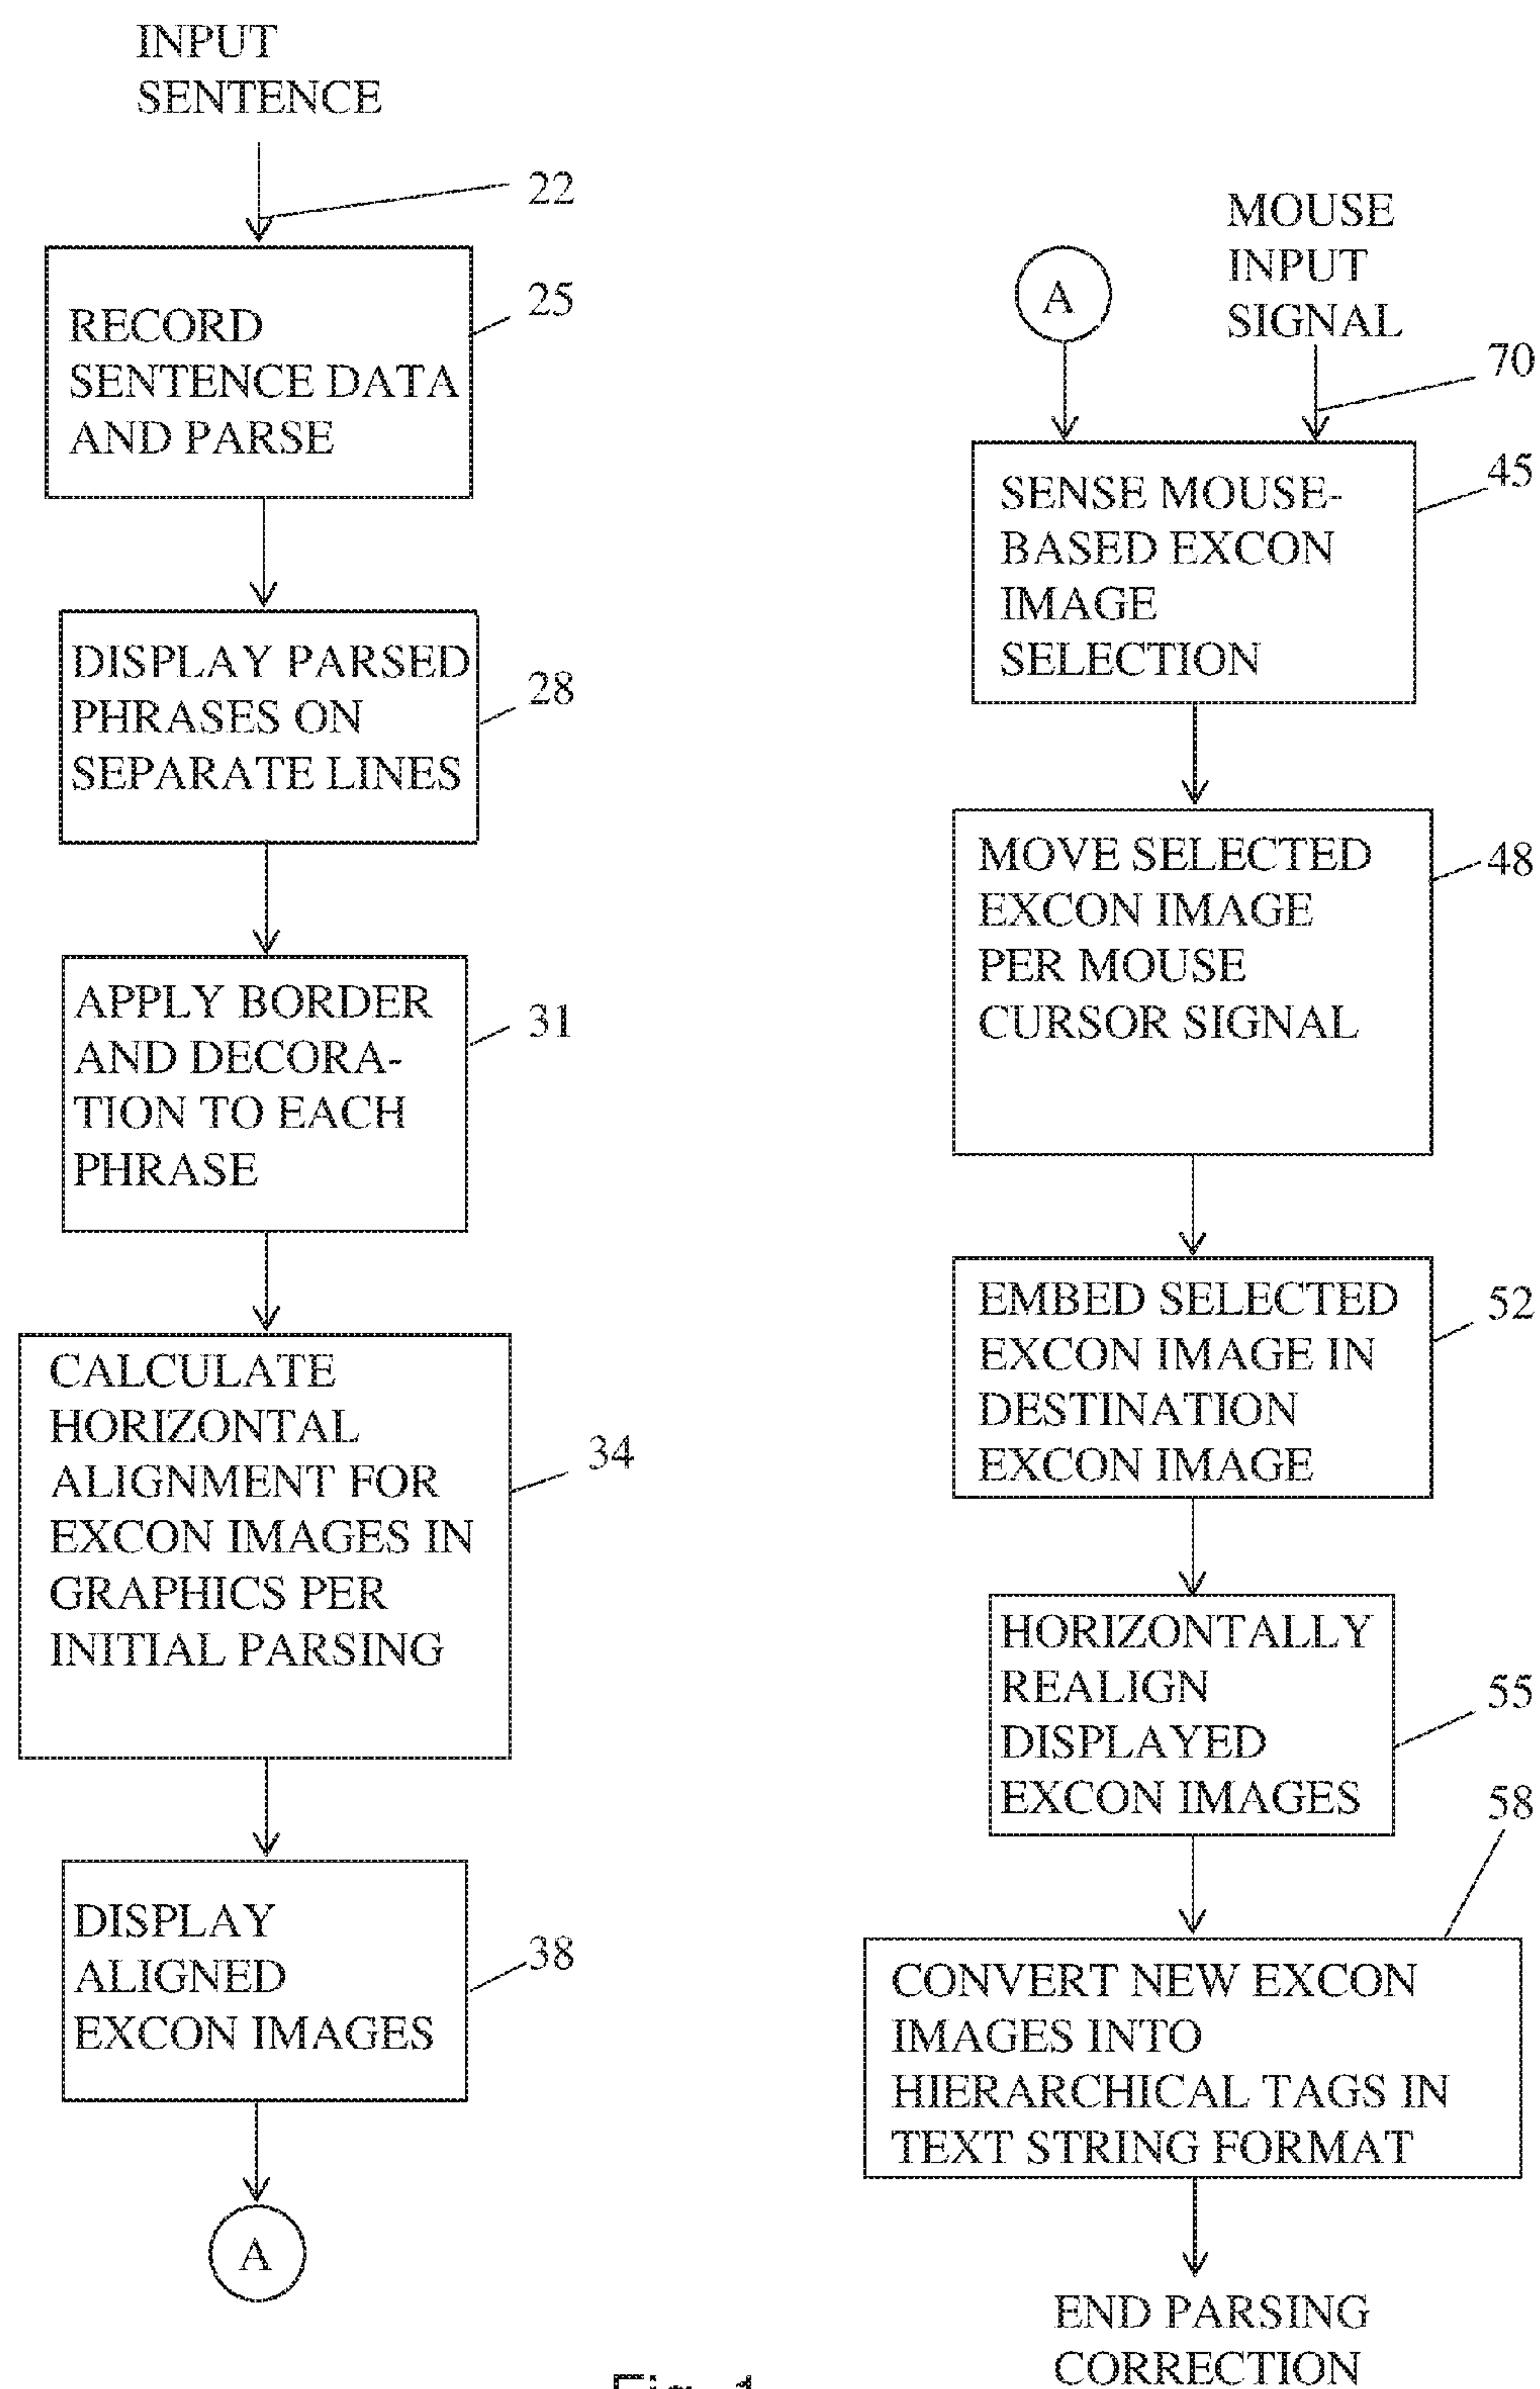 INPUT
SENTENCE
22
RECORD
SENTENCE DATA
AND PARSE
25
DISPLAY PARSED
PHRASES ON
SEPARATE LINES
28
APPLY BORDER
AND DECORA-
TION TO EACH
PHRASE
31
CALCULATE
HORIZONTAL
ALIGNMENT FOR
EXCON IMAGES IN
GRAPHICS PER
INITIAL PARSING
34
DISPLAY
ALIGNED
EXCON IMAGES
38
A
A
MOUSE
INPUT
SIGNAL
70
SENSE MOUSE-
BASED EXCON
IMAGE
SELECTION
45
MOVE SELECTED
EXCON IMAGE
PER MOUSE
CURSOR SIGNAL
48
EMBED SELECTED
EXCON IMAGE IN
DESTINATION
EXCON IMAGE
52
HORIZONTALLY
REALIGN
DISPLAYED
EXCON IMAGES
55
58
CONVERT NEW EXCON
IMAGES INTO
HIERARCHICAL TAGS IN
TEXT STRING FORMAT
END PARSING
CORRECTION